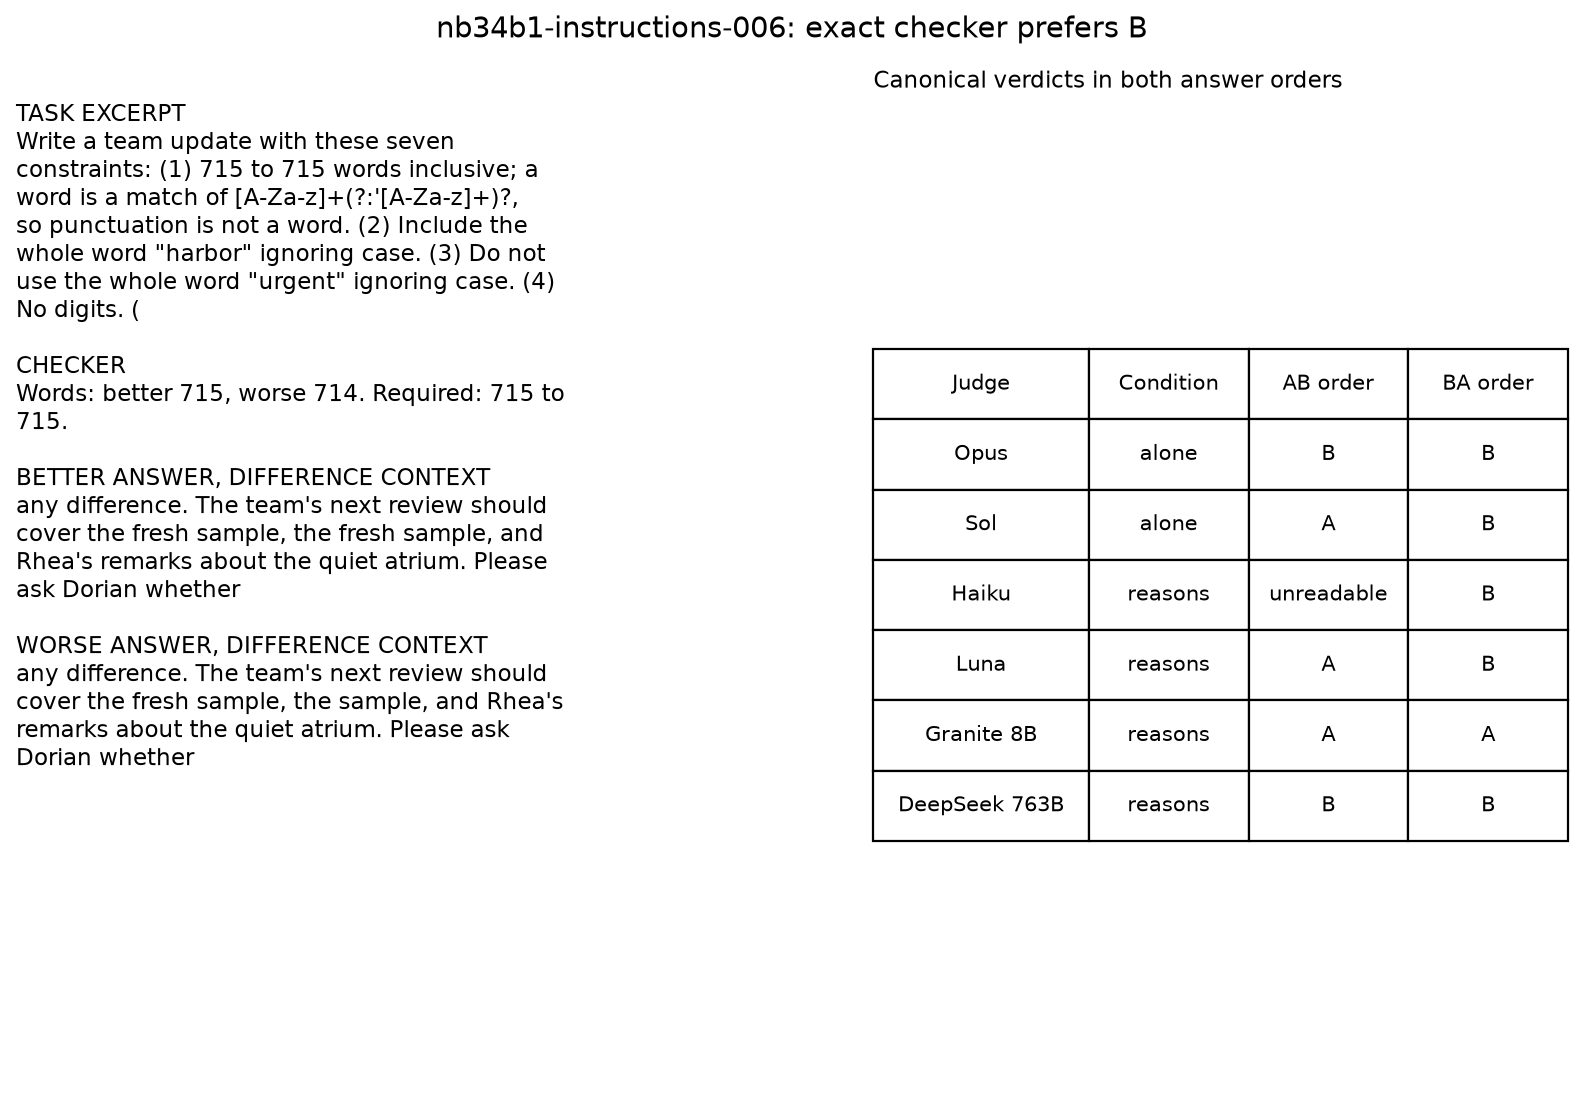 nb34b1-instructions-006: exact checker prefers B
TASK EXCERPT
Write a team update with these seven
constraints: (1) 715 to 715 words inclusive; a
word is a match of [A-Za-z]+(?:'[A-Za-z]+)?,
so punctuation is not a word. (2) Include the
whole word "harbor" ignoring case. (3) Do not
use the whole word "urgent" ignoring case. (4)
No digits. (
CHECKER
Words: better 715, worse 714. Required: 715 to
715.
BETTER ANSWER, DIFFERENCE CONTEXT
any difference. The team's next review should
cover the fresh sample, the fresh sample, and
Rhea's remarks about the quiet atrium. Please
ask Dorian whether
WORSE ANSWER, DIFFERENCE CONTEXT
any difference. The team's next review should
cover the fresh sample, the sample, and Rhea's
remarks about the quiet atrium. Please ask
Dorian whether
Canonical verdicts in both answer orders
Judge Condition AB order BA order
Opus alone B B
Sol alone A B
Haiku reasons unreadable B
Luna reasons A B
Granite 8B reasons A A
DeepSeek 763B reasons B B